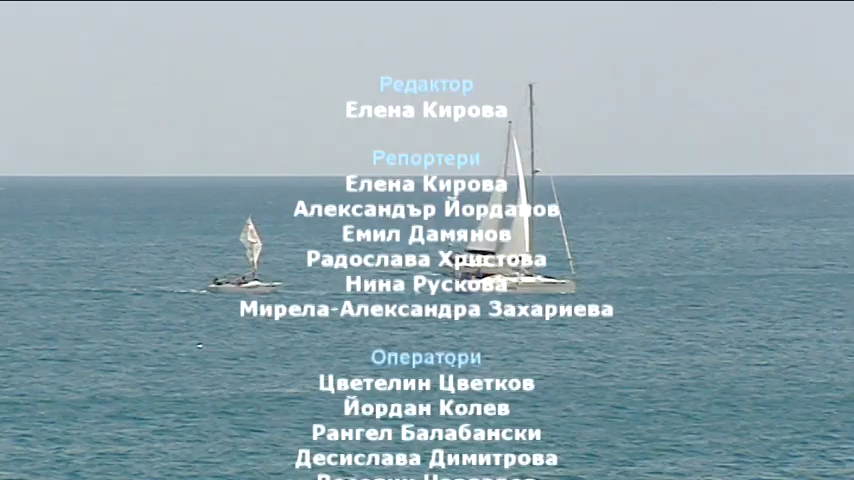 Редактор
Елена Кирова
Репортери
Елена Кирова
Александър Йорданов
Емил Дамянов
Радослава Христова
Нина Рускова
Мирела-Александра Захариева
Оператори
Цветелин Цветков
Йордан Колев
Рангел Балабански
Десислава Димитрова